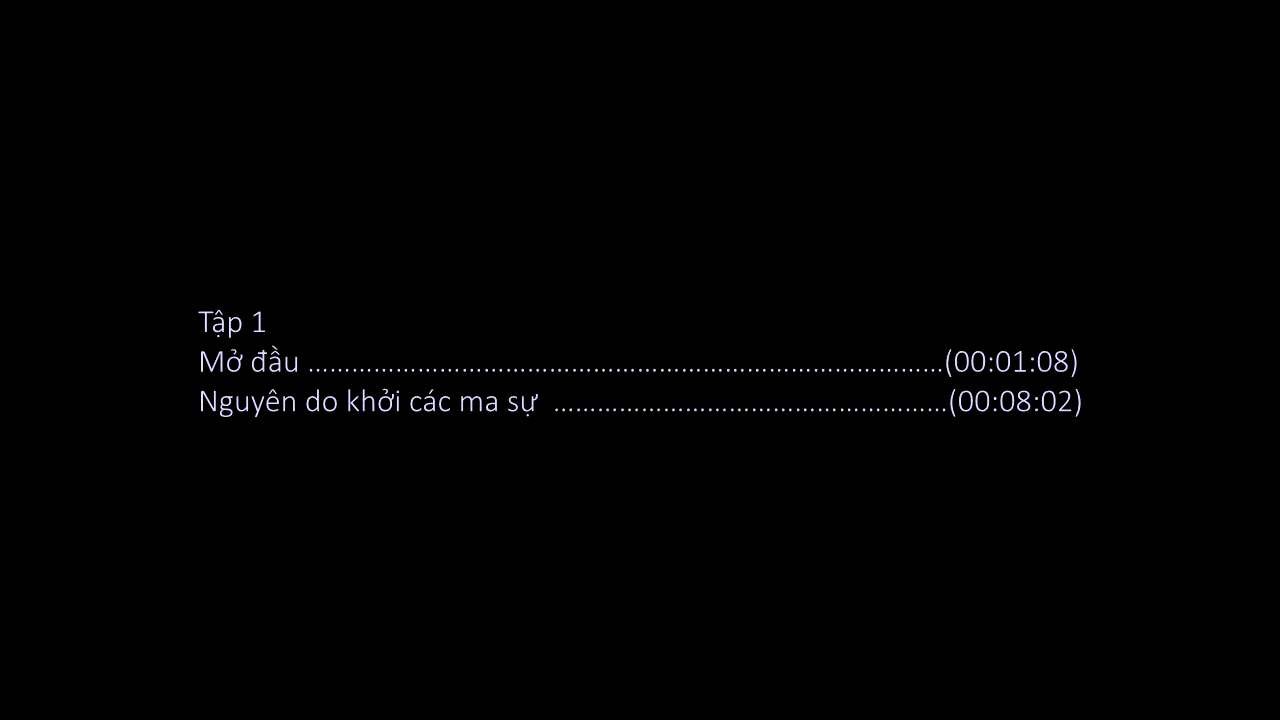 Tập 1
Mở đầu ……………………………………………………………………………(00:01:08)
Nguyên do khởi các ma sự ………………………………………………(00:08:02)